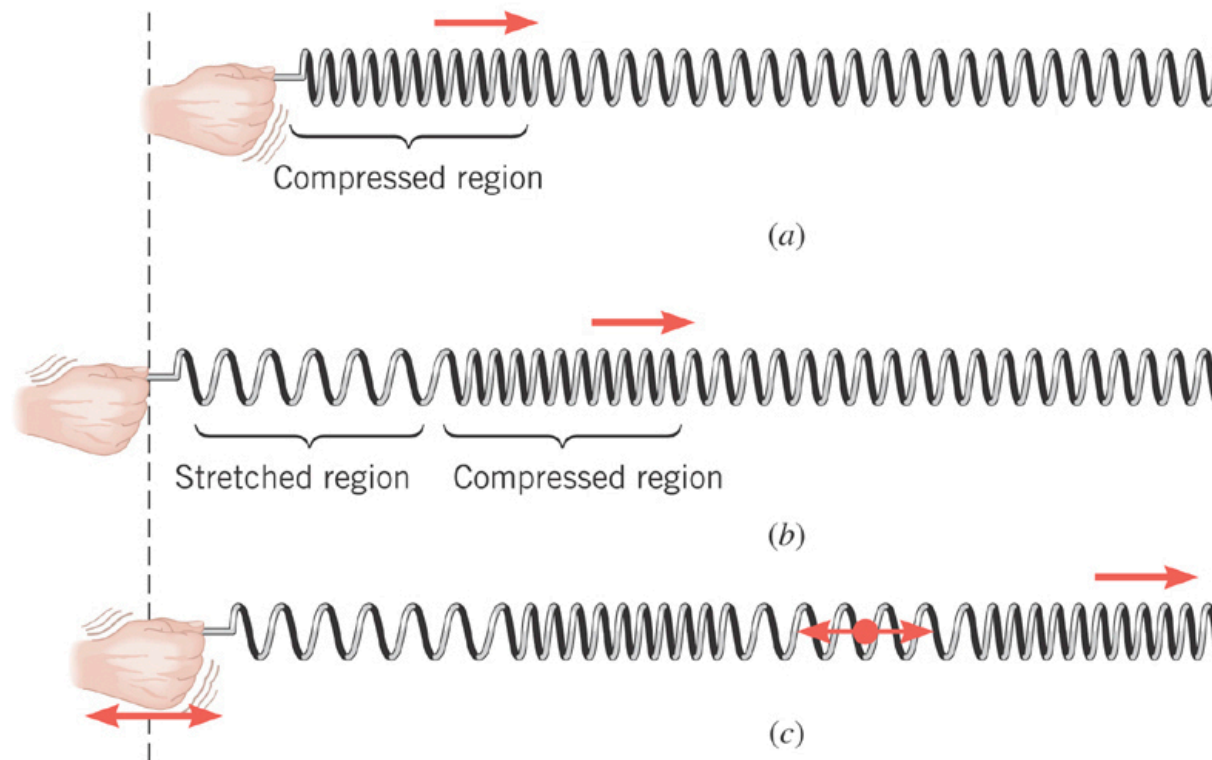 Compressed region
(a)
Stretched region Compressed region
(b)
(c)